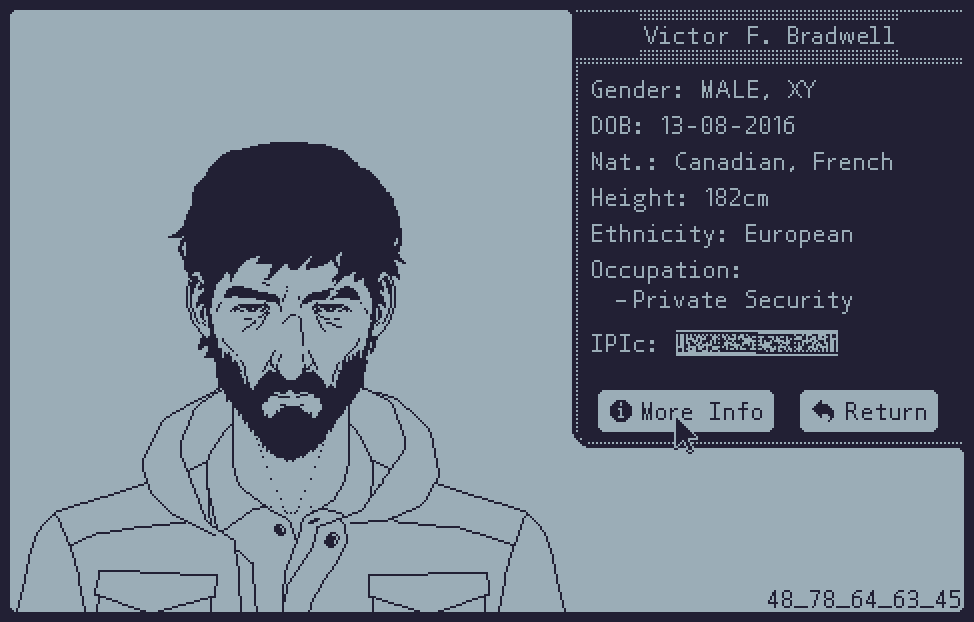 Victor F. Bradwell
Gender: MALE, XY
DOB: 13-08-2016
Nat.: Canadian, French
Height: 182cm
Ethnicity: European
Occupation:
-Private Security
IPIc:
More Info
Return
48_78_64_63_45